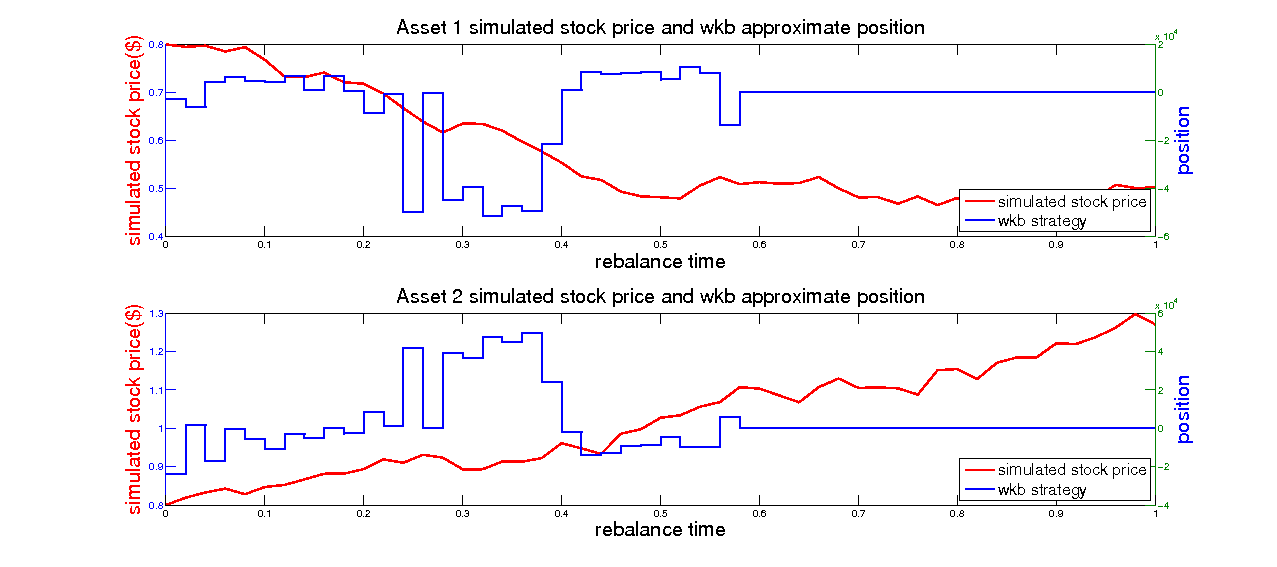 Asset 1 simulated stock price and wkb approximate position
x 10^4
simulated stock price($)
0.8
0.7
0.6
0.5
0.4
2
0
−2
−4
−6
position
simulated stock price
wkb strategy
0 0.1 0.2 0.3 0.4 0.5 0.6 0.7 0.8 0.9 1
rebalance time
Asset 2 simulated stock price and wkb approximate position
x 10^4
simulated stock price($)
1.3
1.2
1.1
1
0.9
0.8
6
4
2
0
−2
−4
position
simulated stock price
wkb strategy
0 0.1 0.2 0.3 0.4 0.5 0.6 0.7 0.8 0.9 1
rebalance time